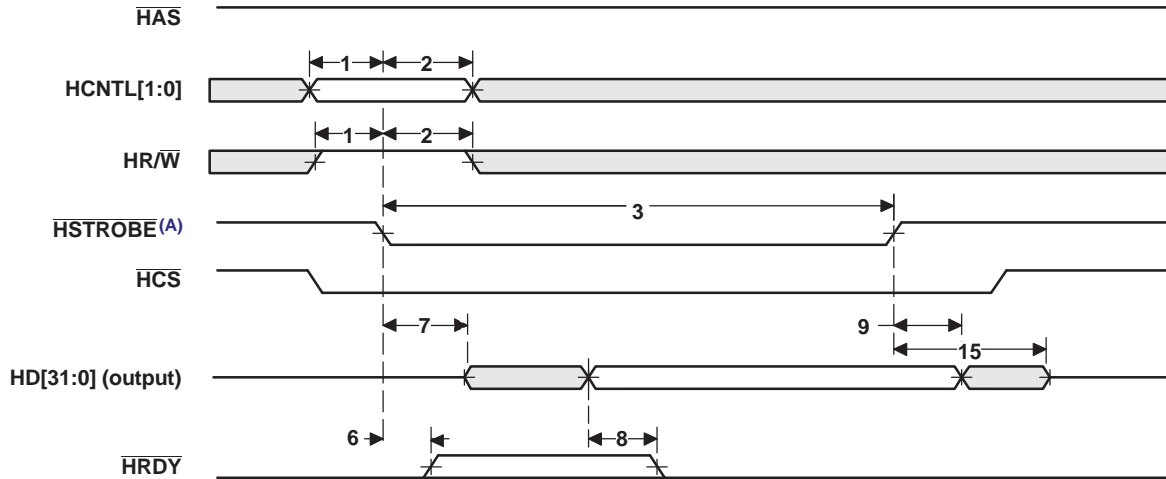 HAS
1 2
HCNTL[1:0]
1 2
HR/W
3
HSTROBE(A)
HCS
7 9
15
HD[31:0] (output)
6 8
HRDY